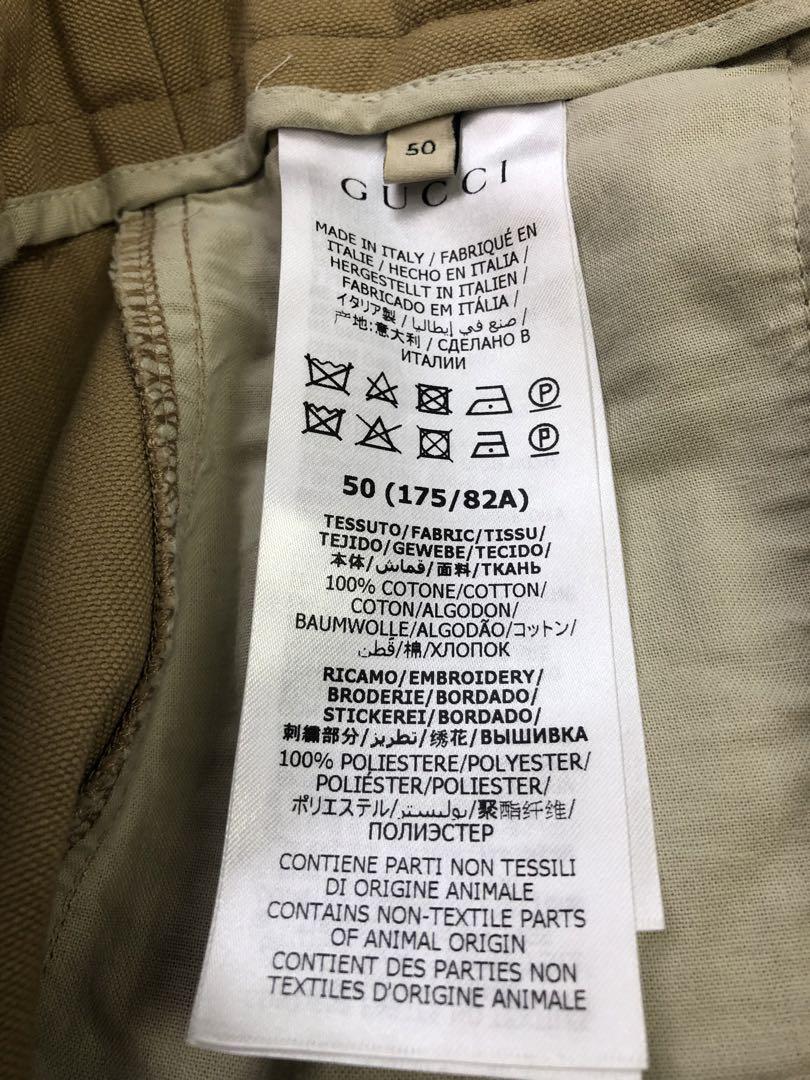 50
GUCCI
MADE IN ITALY / FABRIQUÉ EN
ITALIE / HECHO EN ITALIA /
HERGESTELLT IN ITALIEN /
FABRICADO EM ITÁLIA /
イタリア製 / صنع في إيطاليا /
产地:意大利 / СДЕЛАНО В
ИТАЛИИ
P
P
50 (175/82A)
TESSUTO/FABRIC/TISSU/
TEJIDO/GEWEBE/TECIDO/
本体/قماش/面料/ТКАНЬ
100% COTONE/COTTON/
COTON/ALGODON/
BAUMWOLLE/ALGODÃO/コットン/
قطن/棉/ХЛОПОК
RICAMO/EMBROIDERY/
BRODERIE/BORDADO/
STICKEREI/BORDADO/
刺繍部分/تطريز/绣花/ВЫШИВКА
100% POLIESTERE/POLYESTER/
POLIÉSTER/POLIESTER/
ポリエステル/بوليستر/聚酯纤维/
ПОЛИЭСТЕР
CONTIENE PARTI NON TESSILI
DI ORIGINE ANIMALE
CONTAINS NON-TEXTILE PARTS
OF ANIMAL ORIGIN
CONTIENT DES PARTIES NON
TEXTILES D'ORIGINE ANIMALE